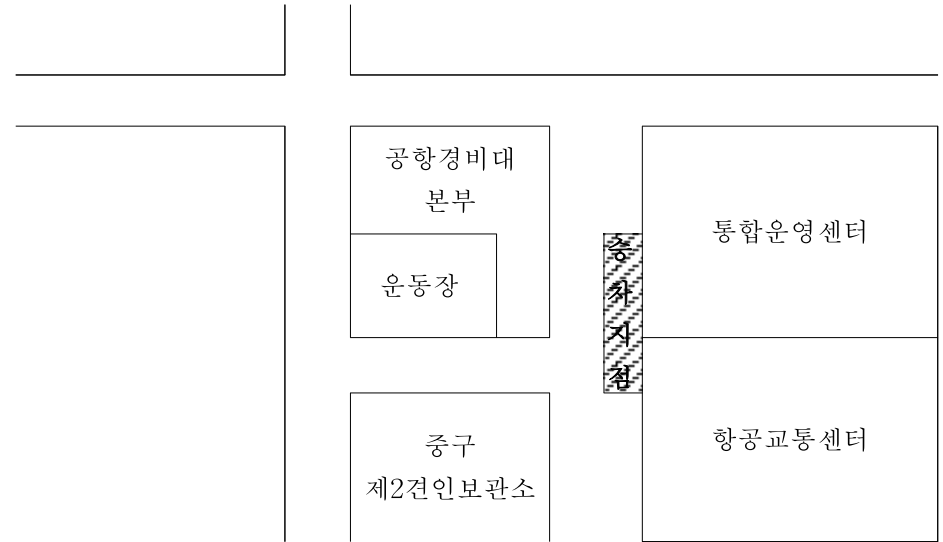 공항경비대
본부
통합운영센터
승
차
지
점
운동장
중구
제2견인보관소
항공교통센터